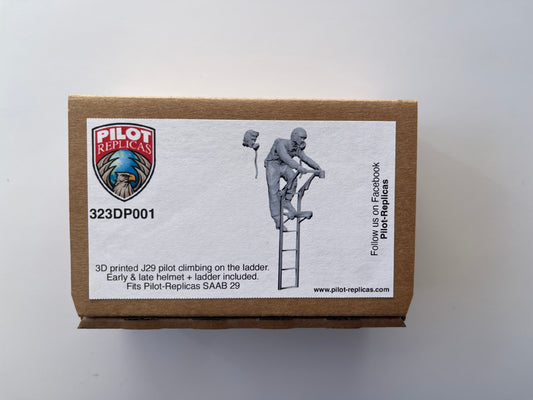 PILOT
REPLICAS
323DP001
3D printed J29 pilot climbing on the ladder.
Early & late helmet + ladder included.
Fits Pilot-Replicas SAAB 29
www.pilot-replicas.com
Follow us on Facebook
Pilot-Replicas